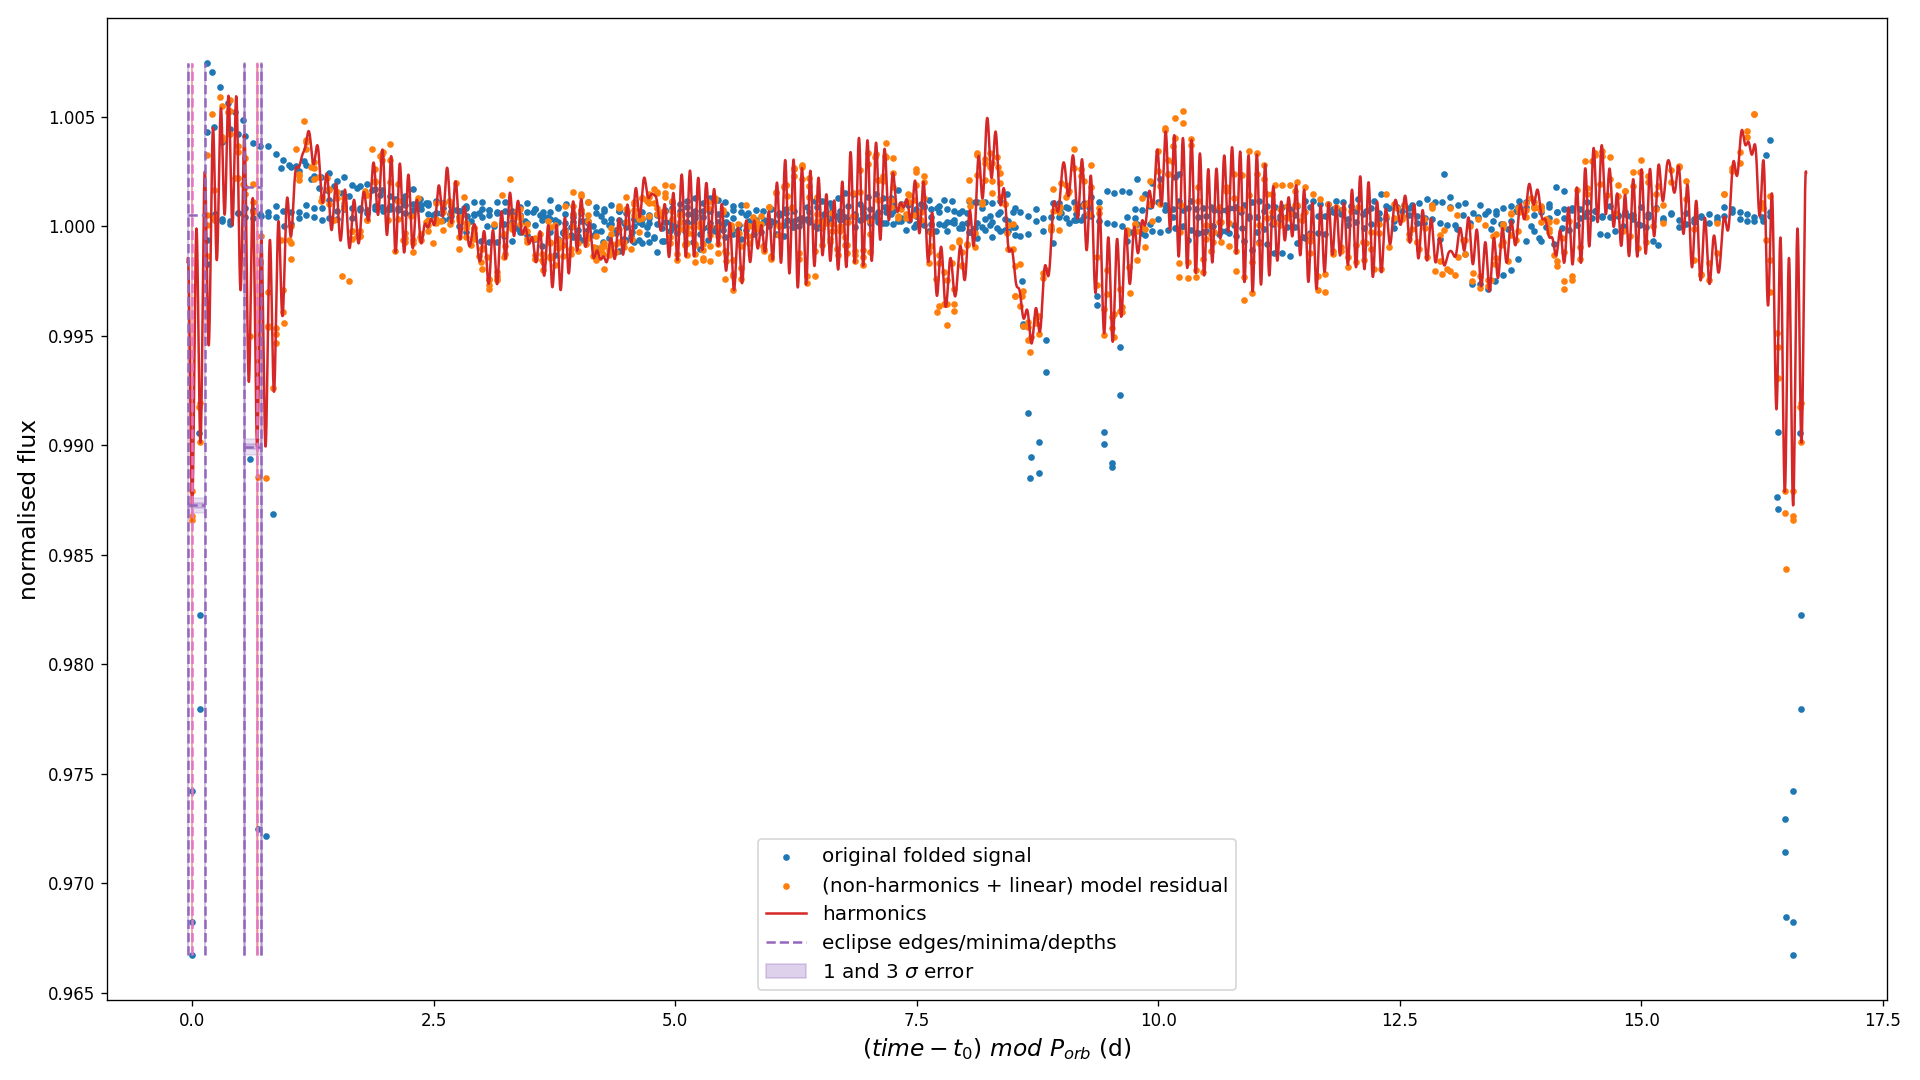 normalised flux
1.005
1.000
0.995
0.990
0.985
0.980
0.975
0.970
0.965
original folded signal
(non-harmonics + linear) model residual
harmonics
eclipse edges/minima/depths
1 and 3 σ error
0.0 2.5 5.0 7.5 10.0 12.5 15.0 17.5
(time − t₀) mod P_orb (d)